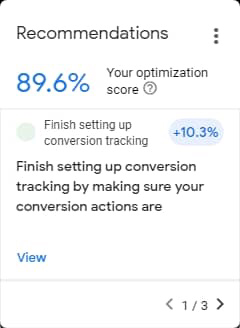 Recommendations
89.6%
Your optimization
score
Finish setting up
conversion tracking
+10.3%
Finish setting up conversion
tracking by making sure your
conversion actions are
View
1 / 3